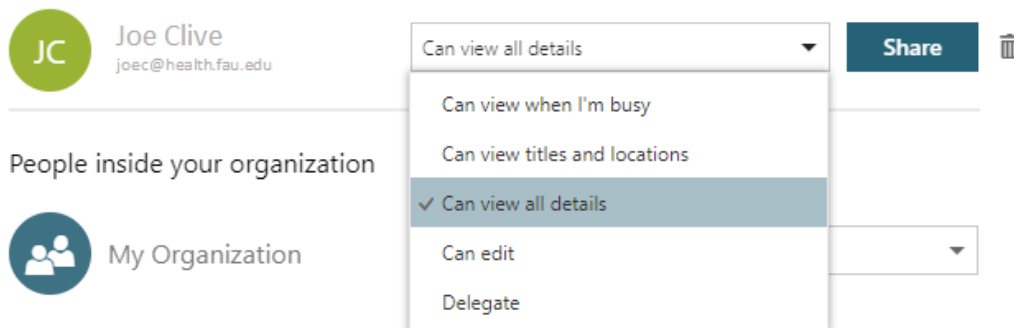 JC
Joe Clive
joec@health.fau.edu
Can view all details
Share
Can view when I'm busy
Can view titles and locations
Can view all details
Can edit
Delegate
People inside your organization
My Organization